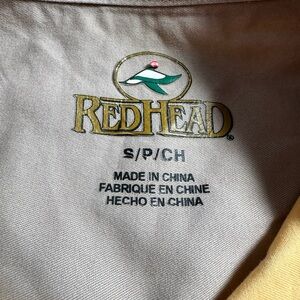 REDHEAD®
S/P/CH
MADE IN CHINA
FABRIQUE EN CHINE
HECHO EN CHINA